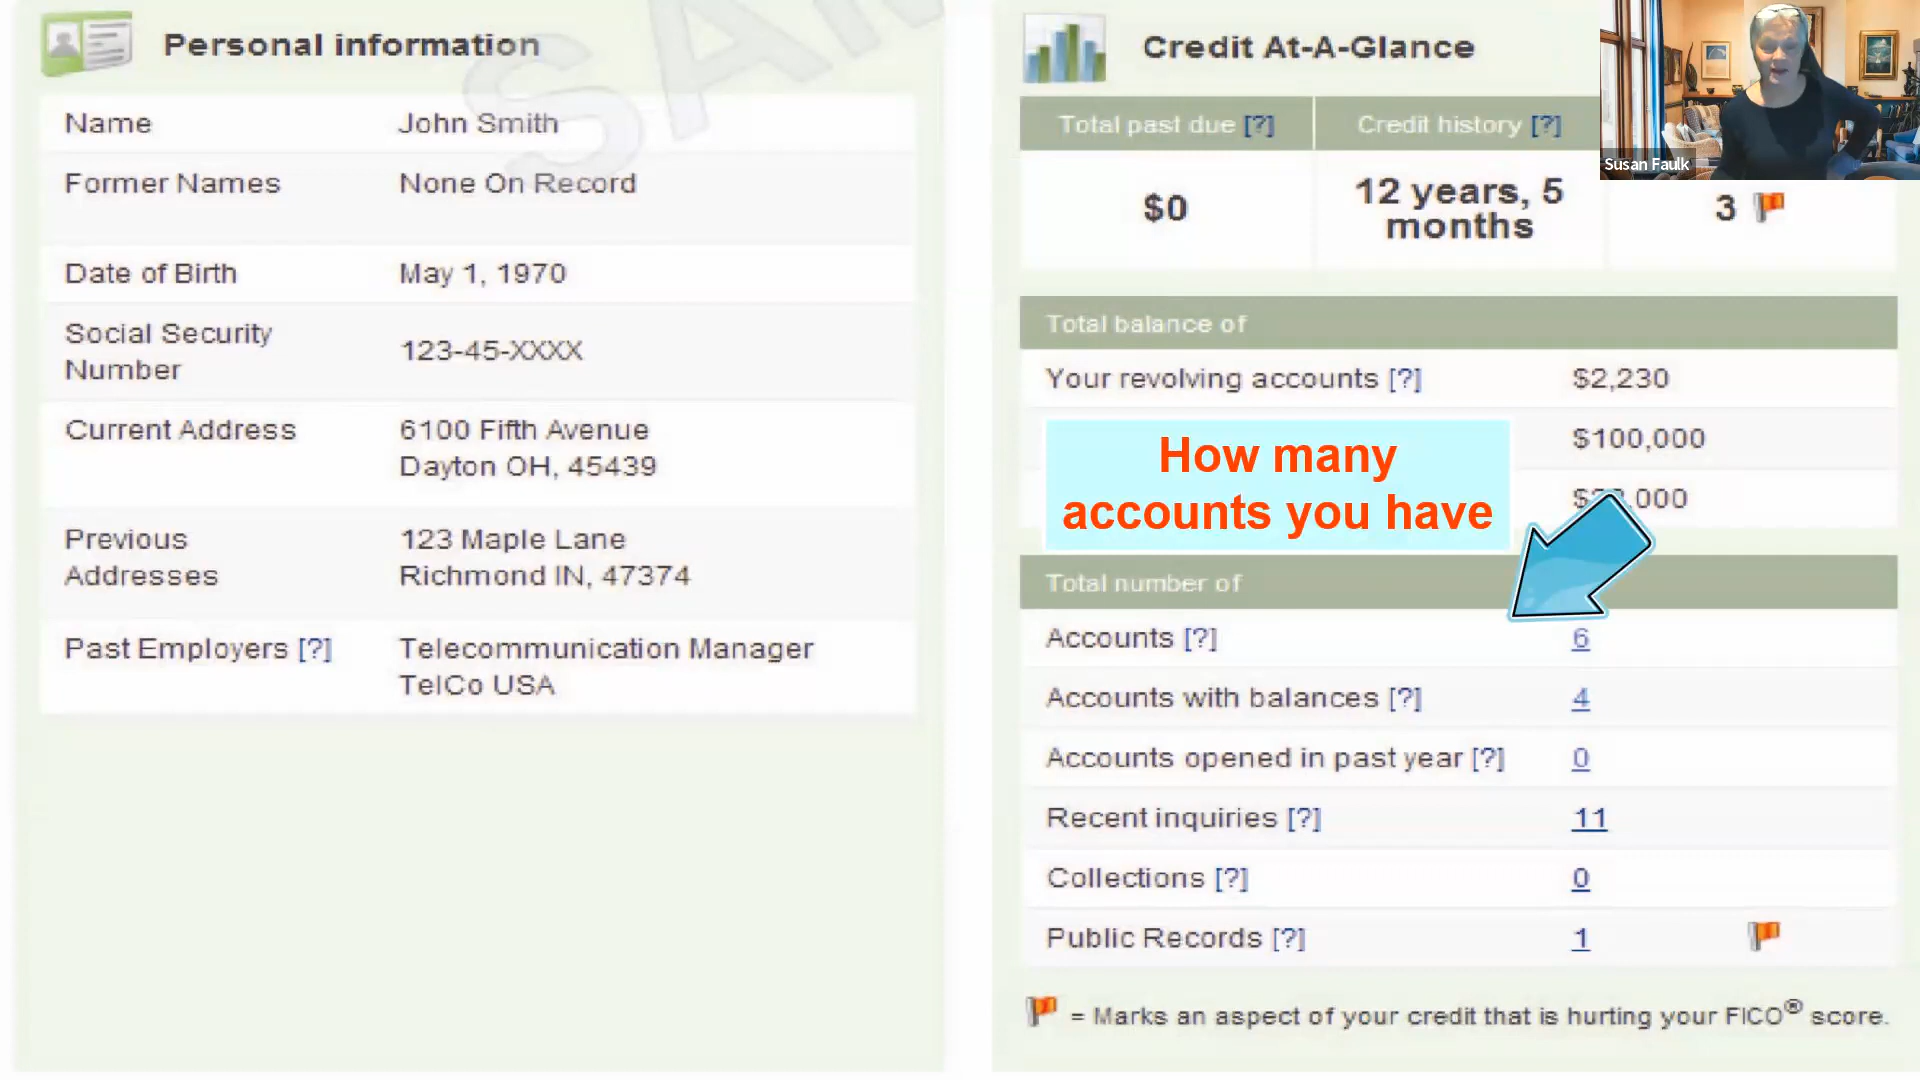 Personal information
Name John Smith
Former Names None On Record
Date of Birth May 1, 1970
Social Security
Number
123-45-XXXX
Current Address 6100 Fifth Avenue
Dayton OH, 45439
Previous 123 Maple Lane
Addresses Richmond IN, 47374
Past Employers [?] Telecommunication Manager
TelCo USA
Credit At-A-Glance
Total past due [?] Credit history [?]
$0 12 years, 5
months
3
Total balance of
Your revolving accounts [?] $2,230
$100,000
How many
accounts you have
Total number of
Accounts [?] 6
Accounts with balances [?] 4
Accounts opened in past year [?] 0
Recent inquiries [?] 11
Collections [?] 0
Public Records [?] 1
= Marks an aspect of your credit that is hurting your FICO® score.
Susan Faulk